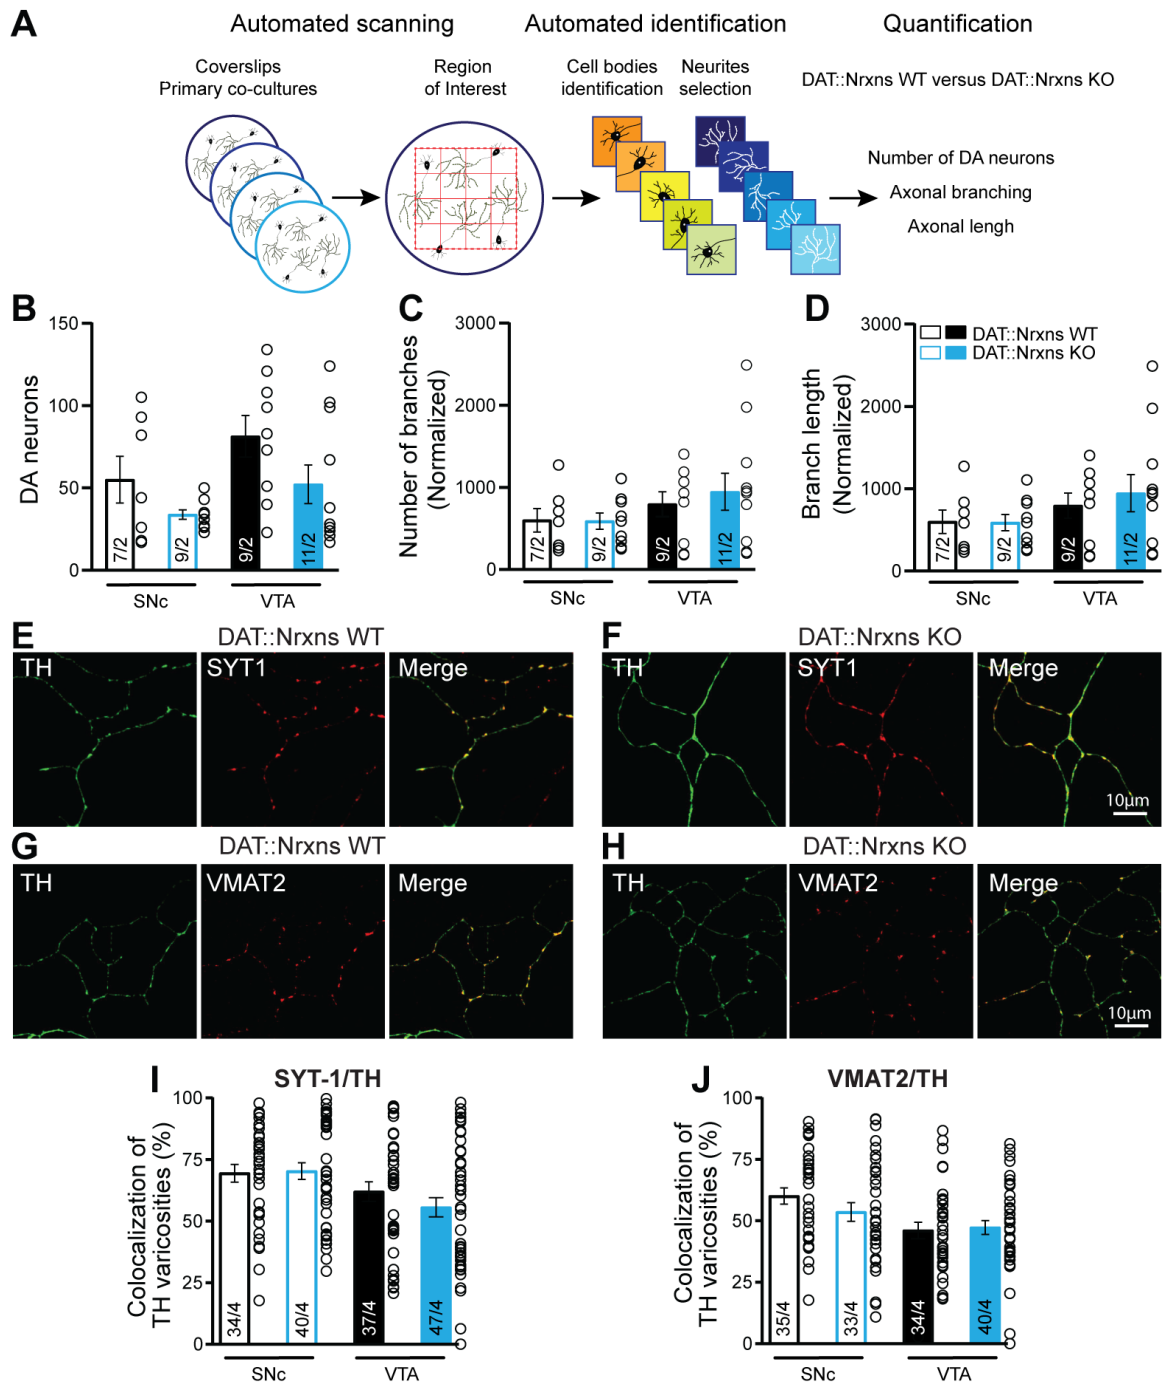 A
Automated scanning
Automated identification
Quantification
Coverslips
Primary co-cultures
Region
of Interest
Cell bodies
identification
Neurites
selection
DAT::Nrxns WT versus DAT::Nrxns KO
Number of DA neurons
Axonal branching
Axonal lengh
B
DA neurons
150
100
50
0
7/2
9/2
9/2
11/2
SNc
VTA
C
Number of branches
(Normalized)
3000
2000
1000
0
7/2
9/2
9/2
11/2
SNc
VTA
D
Branch length
(Normalized)
3000
2000
1000
0
DAT::Nrxns WT
DAT::Nrxns KO
7/2
9/2
9/2
11/2
SNc
VTA
E
DAT::Nrxns WT
TH
SYT1
Merge
F
DAT::Nrxns KO
TH
SYT1
Merge
10µm
G
DAT::Nrxns WT
TH
VMAT2
Merge
H
DAT::Nrxns KO
TH
VMAT2
Merge
10µm
I
SYT-1/TH
Colocalization of
TH varicosities (%)
100
75
50
25
0
34/4
40/4
37/4
47/4
SNc
VTA
J
VMAT2/TH
Colocalization of
TH varicosities (%)
100
75
50
25
0
35/4
33/4
34/4
40/4
SNc
VTA